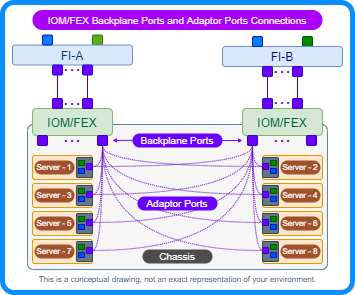 IOM/FEX Backplane Ports and Adaptor Ports Connections
FI-A
FI-B
IOM/FEX
IOM/FEX
Backplane Ports
Server - 1
Server - 2
Server - 3
Server - 4
Adaptor Ports
Server - 5
Server - 6
Server - 7
Server - 8
Chassis
This is a conceptual drawing, not an exact representation of your environment.